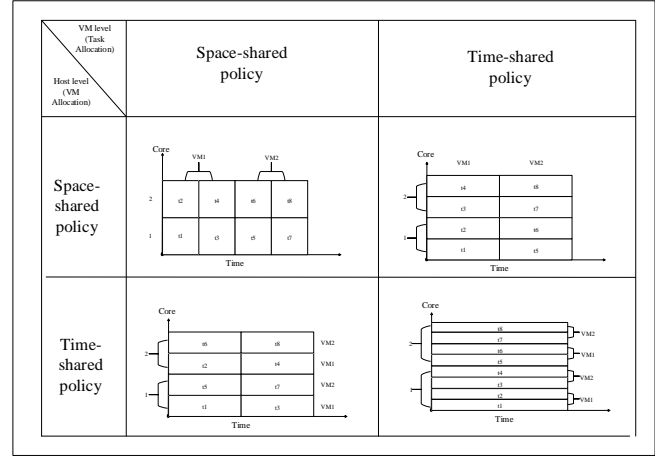 VM level
(Task
Allocation)
Host level
(VM
Allocation)
Space-shared
policy
Time-shared
policy
Space-
shared
policy
Core
VM1 VM2
2 t2 t4 t6 t8
1 t1 t3 t5 t7
Time
Core
VM1 VM2
t4 t8
2
t3 t7
t2 t6
1
t1 t5
Time
Time-
shared
policy
Core
t6 t8 VM2
2
t2 t4 VM1
t5 t7 VM2
1
t1 t3 VM1
Time
Core
t8
VM2
t7
2
t6
VM1
t5
t4
VM2
t3
1
t2
VM1
t1
Time